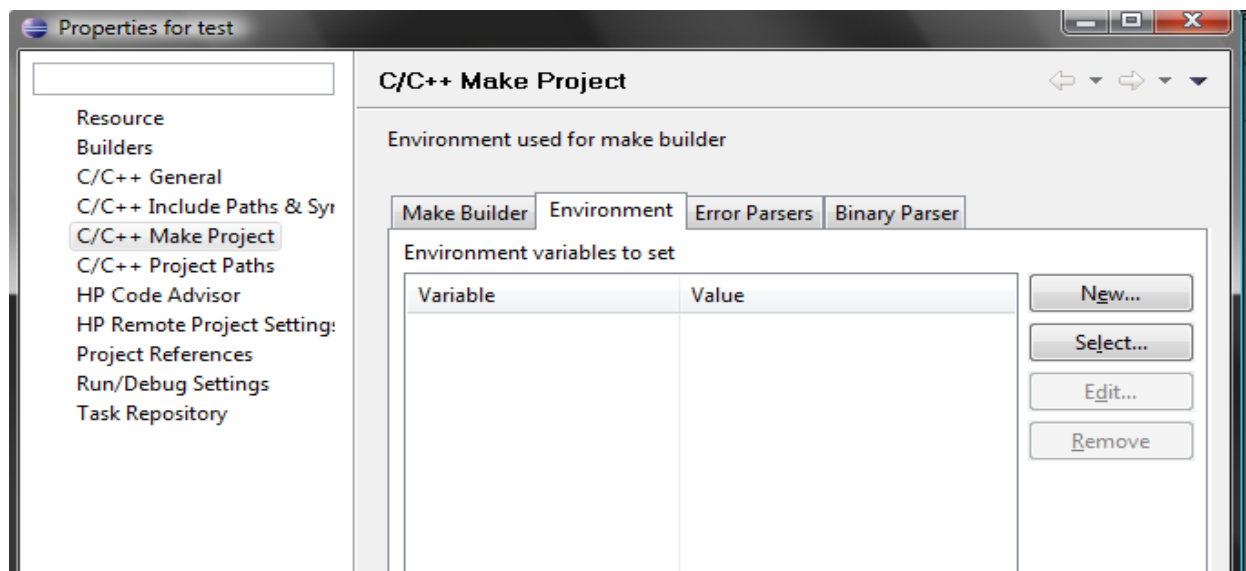 Properties for test
C/C++ Make Project
Resource
Builders
C/C++ General
C/C++ Include Paths & Syr
C/C++ Make Project
C/C++ Project Paths
HP Code Advisor
HP Remote Project Settings
Project References
Run/Debug Settings
Task Repository
Environment used for make builder
Make Builder Environment Error Parsers Binary Parser
Environment variables to set
Variable Value
New...
Select...
Edit...
Remove